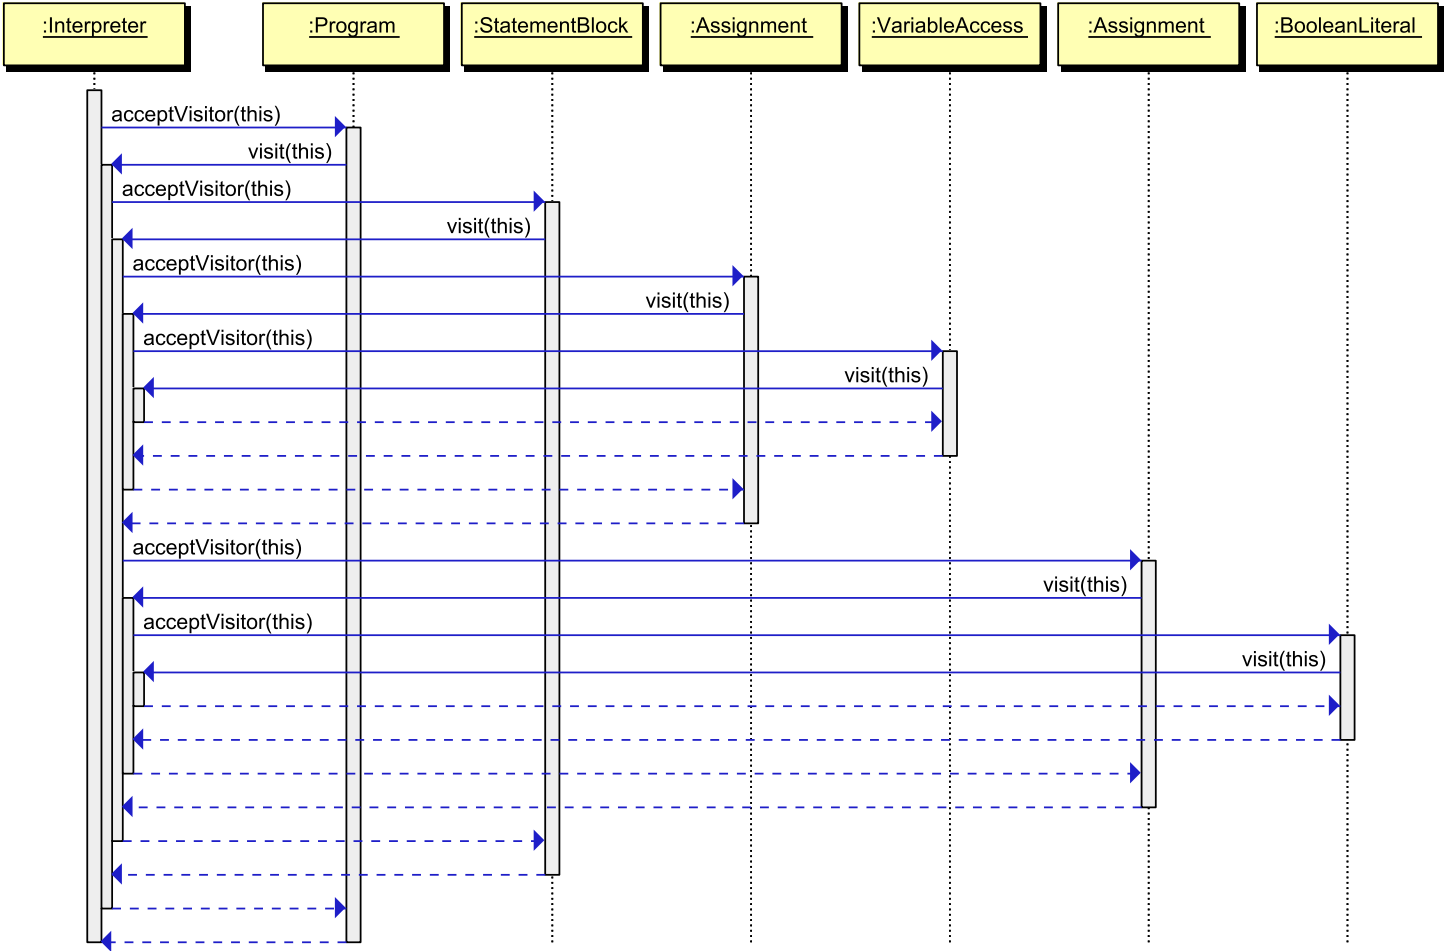 :Interpreter
:Program
:StatementBlock
:Assignment
:VariableAccess
:Assignment
:BooleanLiteral
acceptVisitor(this)
visit(this)
acceptVisitor(this)
visit(this)
acceptVisitor(this)
visit(this)
acceptVisitor(this)
visit(this)
acceptVisitor(this)
visit(this)
acceptVisitor(this)
visit(this)